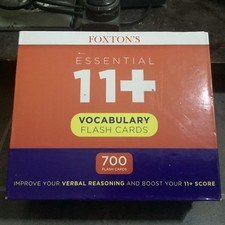 FOXTON'S
ESSENTIAL
11+
VOCABULARY
FLASH CARDS
700
FLASH CARDS
IMPROVE YOUR VERBAL REASONING AND BOOST YOUR 11+ SCORE